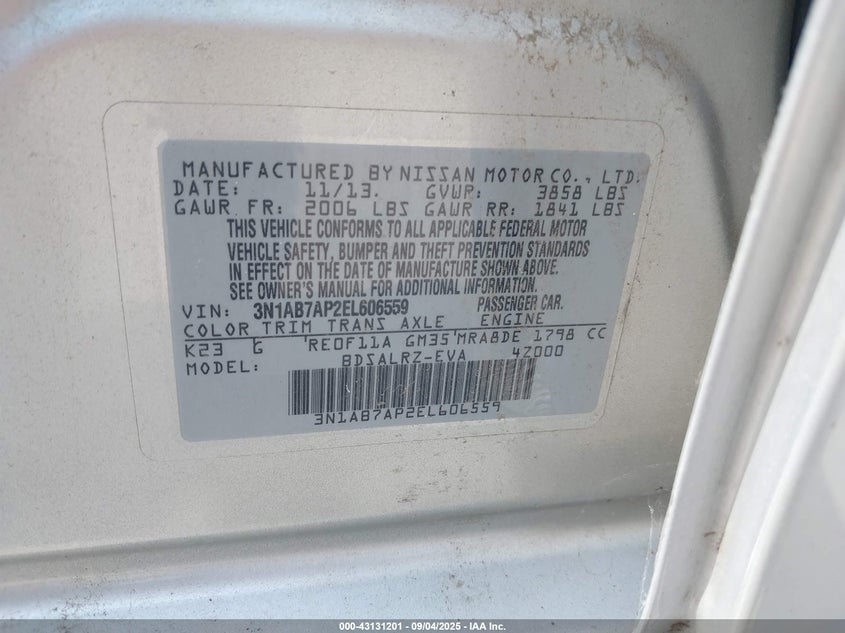 MANUFACTURED BY NISSAN MOTOR CO., LTD.
DATE: 11/13. GVWR: 3858 LBS
GAWR FR: 2006 LBS GAWR RR: 1841 LBS
THIS VEHICLE CONFORMS TO ALL APPLICABLE FEDERAL MOTOR
VEHICLE SAFETY, BUMPER AND THEFT PREVENTION STANDARDS
IN EFFECT ON THE DATE OF MANUFACTURE SHOWN ABOVE.
SEE OWNER'S MANUAL FOR ADDITIONAL INFORMATION.
VIN: 3N1AB7AP2EL606559 PASSENGER CAR.
COLOR TRIM TRANS AXLE ENGINE
K23 G 'RE0F11A GM35'MRA8DE 1798 CC
MODEL: BDSALRZ-EVA 4Z000
3N1AB7AP2EL606559
000-43131201 - 09/04/2025 - IAA Inc.